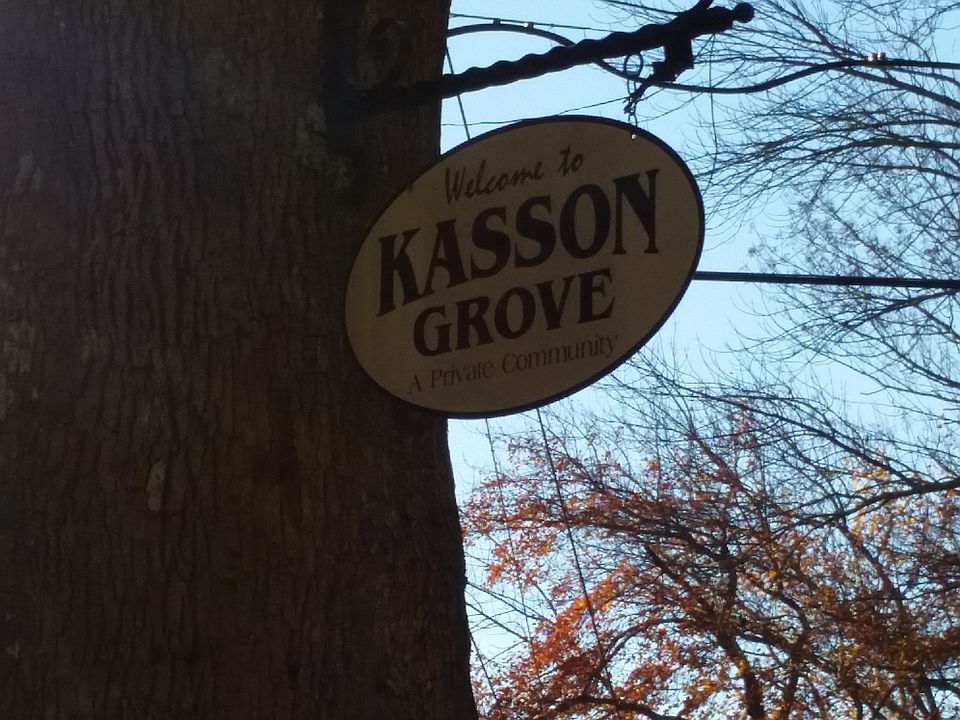 Welcome to
KASSON
GROVE
A Private Community